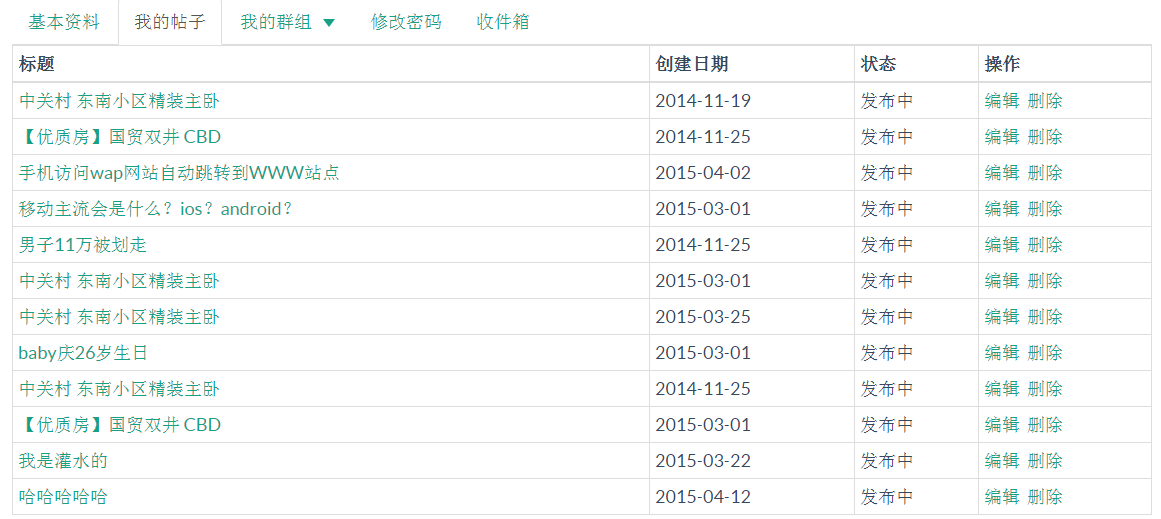 基本资料 我的帖子 我的群组 修改密码 收件箱
标题 创建日期 状态 操作
中关村 东南小区精装主卧 2014-11-19 发布中 编辑 删除
【优质房】国贸双井 CBD 2014-11-25 发布中 编辑 删除
手机访问wap网站自动跳转到WWW站点 2015-04-02 发布中 编辑 删除
移动主流会是什么？ios？android？ 2015-03-01 发布中 编辑 删除
男子11万被划走 2014-11-25 发布中 编辑 删除
中关村 东南小区精装主卧 2015-03-01 发布中 编辑 删除
中关村 东南小区精装主卧 2015-03-25 发布中 编辑 删除
baby庆26岁生日 2015-03-01 发布中 编辑 删除
中关村 东南小区精装主卧 2014-11-25 发布中 编辑 删除
【优质房】国贸双井 CBD 2015-03-01 发布中 编辑 删除
我是灌水的 2015-03-22 发布中 编辑 删除
哈哈哈哈哈 2015-04-12 发布中 编辑 删除